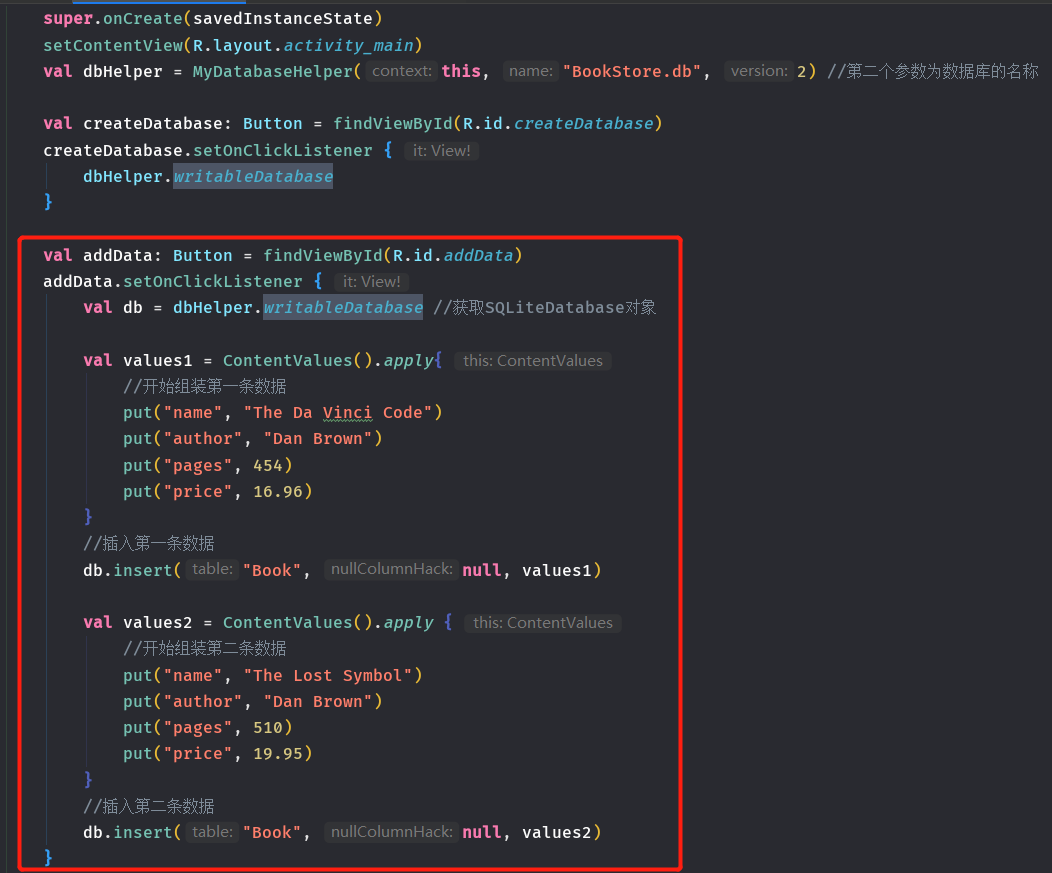 super.onCreate(savedInstanceState)
setContentView(R.layout.activity_main)
val dbHelper = MyDatabaseHelper( context: this, name: "BookStore.db", version: 2) //第二个参数为数据库的名称
val createDatabase: Button = findViewById(R.id.createDatabase)
createDatabase.setOnClickListener { it: View!
dbHelper.writableDatabase
}
val addData: Button = findViewById(R.id.addData)
addData.setOnClickListener { it: View!
val db = dbHelper.writableDatabase //获取SQLiteDatabase对象
val values1 = ContentValues().apply{ this: ContentValues
//开始组装第一条数据
put("name", "The Da Vinci Code")
put("author", "Dan Brown")
put("pages", 454)
put("price", 16.96)
}
//插入第一条数据
db.insert( table: "Book", nullColumnHack: null, values1)
val values2 = ContentValues().apply { this: ContentValues
//开始组装第二条数据
put("name", "The Lost Symbol")
put("author", "Dan Brown")
put("pages", 510)
put("price", 19.95)
}
//插入第二条数据
db.insert( table: "Book", nullColumnHack: null, values2)
}